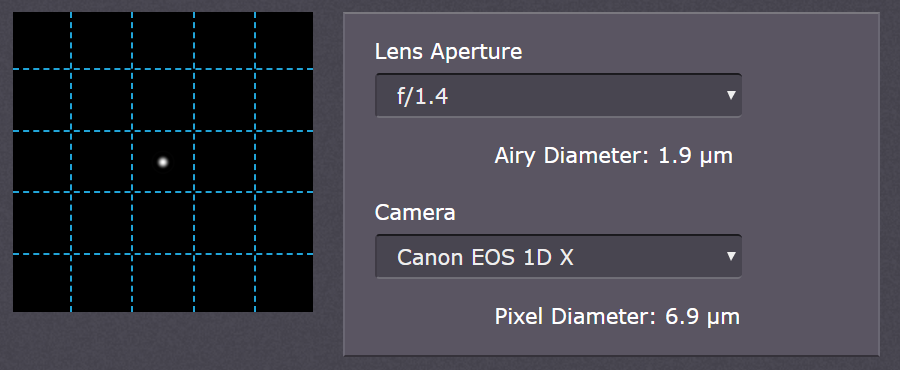 Lens Aperture
f/1.4
Airy Diameter: 1.9 µm
Camera
Canon EOS 1D X
Pixel Diameter: 6.9 µm